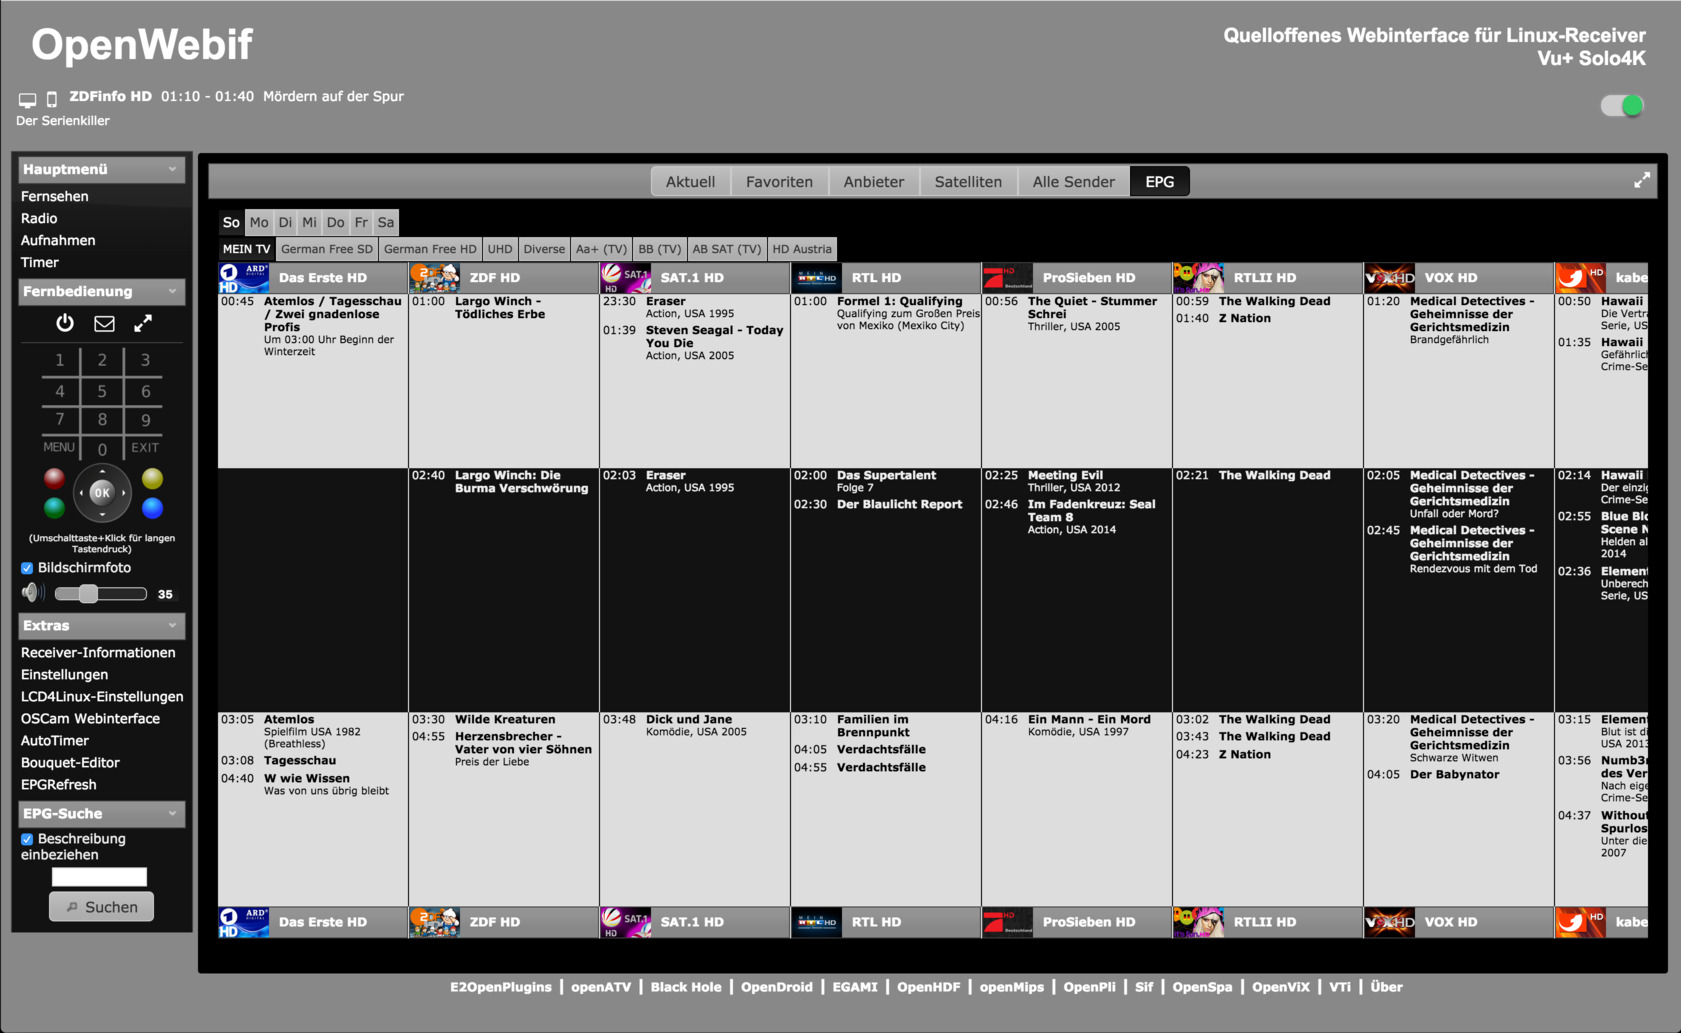 OpenWebif
Quelloffenes Webinterface für Linux-Receiver
Vu+ Solo4K
ZDFinfo HD 01:10 - 01:40 Mördern auf der Spur
Der Serienkiller
Hauptmenü
Fernsehen
Radio
Aufnahmen
Timer
Fernbedienung
1 2 3
4 5 6
7 8 9
MENU 0 EXIT
OK
(Umschalttaste+Klick für langen
Tastendruck)
Bildschirmfoto
35
Extras
Receiver-Informationen
Einstellungen
LCD4Linux-Einstellungen
OSCam Webinterface
AutoTimer
Bouquet-Editor
EPGRefresh
EPG-Suche
Beschreibung
einbeziehen
Suchen
Aktuell Favoriten Anbieter Satelliten Alle Sender EPG
So Mo Di Mi Do Fr Sa
MEIN TV German Free SD German Free HD UHD Diverse Aa+ (TV) BB (TV) AB SAT (TV) HD Austria
Das Erste HD ZDF HD SAT.1 HD RTL HD ProSieben HD RTLII HD VOX HD kabe
00:45 Atemlos / Tagesschau
/ Zwei gnadenlose
Profis
Um 03:00 Uhr Beginn der
Winterzeit
01:00 Largo Winch -
Tödliches Erbe
23:30 Eraser
Action, USA 1995
01:39 Steven Seagal - Today
You Die
Action, USA 2005
01:00 Formel 1: Qualifying
Qualifying zum Großen Preis
von Mexiko (Mexiko City)
00:56 The Quiet - Stummer
Schrei
Thriller, USA 2005
00:59 The Walking Dead
01:40 Z Nation
01:20 Medical Detectives -
Geheimnisse der
Gerichtsmedizin
Brandgefährlich
00:50 Hawaii
Die Vertra
Serie, US
01:35 Hawaii
Gefährlich
Crime-Se
02:40 Largo Winch: Die
Burma Verschwörung
02:03 Eraser
Action, USA 1995
02:00 Das Supertalent
Folge 7
02:30 Der Blaulicht Report
02:25 Meeting Evil
Thriller, USA 2012
02:46 Im Fadenkreuz: Seal
Team 8
Action, USA 2014
02:21 The Walking Dead
02:05 Medical Detectives -
Geheimnisse der
Gerichtsmedizin
Unfall oder Mord?
02:45 Medical Detectives -
Geheimnisse der
Gerichtsmedizin
Rendezvous mit dem Tod
02:14 Hawaii
Der einzig
Crime-Se
02:55 Blue Blo
Scene N
Helden al
2014
02:36 Element
Unberech
Serie, US
03:05 Atemlos
Spielfilm USA 1982
(Breathless)
03:08 Tagesschau
04:40 W wie Wissen
Was von uns übrig bleibt
03:30 Wilde Kreaturen
04:55 Herzensbrecher -
Vater von vier Söhnen
Preis der Liebe
03:48 Dick und Jane
Komödie, USA 2005
03:10 Familien im
Brennpunkt
04:05 Verdachtsfälle
04:55 Verdachtsfälle
04:16 Ein Mann - Ein Mord
Komödie, USA 1997
03:02 The Walking Dead
03:43 The Walking Dead
04:23 Z Nation
03:20 Medical Detectives -
Geheimnisse der
Gerichtsmedizin
Schwarze Witwen
04:05 Der Babynator
03:15 Element
Blut ist di
USA 2013
03:56 Numb3r
des Ver
Nach eige
Crime-Se
04:37 Without
Spurlos
Unter die
2007
Das Erste HD ZDF HD SAT.1 HD RTL HD ProSieben HD RTLII HD VOX HD kabe
E2OpenPlugins | openATV | Black Hole | OpenDroid | EGAMI | OpenHDF | openMips | OpenPli | Sif | OpenSpa | OpenViX | VTi | Über